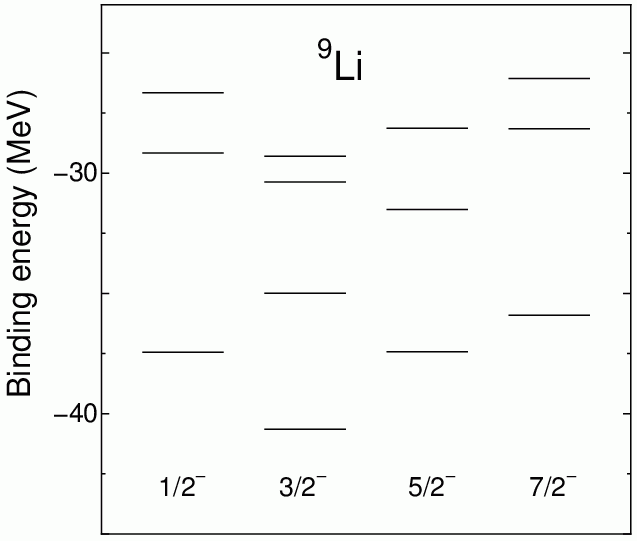 ⁹Li
Binding energy (MeV)
−30
−40
1/2⁻ 3/2⁻ 5/2⁻ 7/2⁻